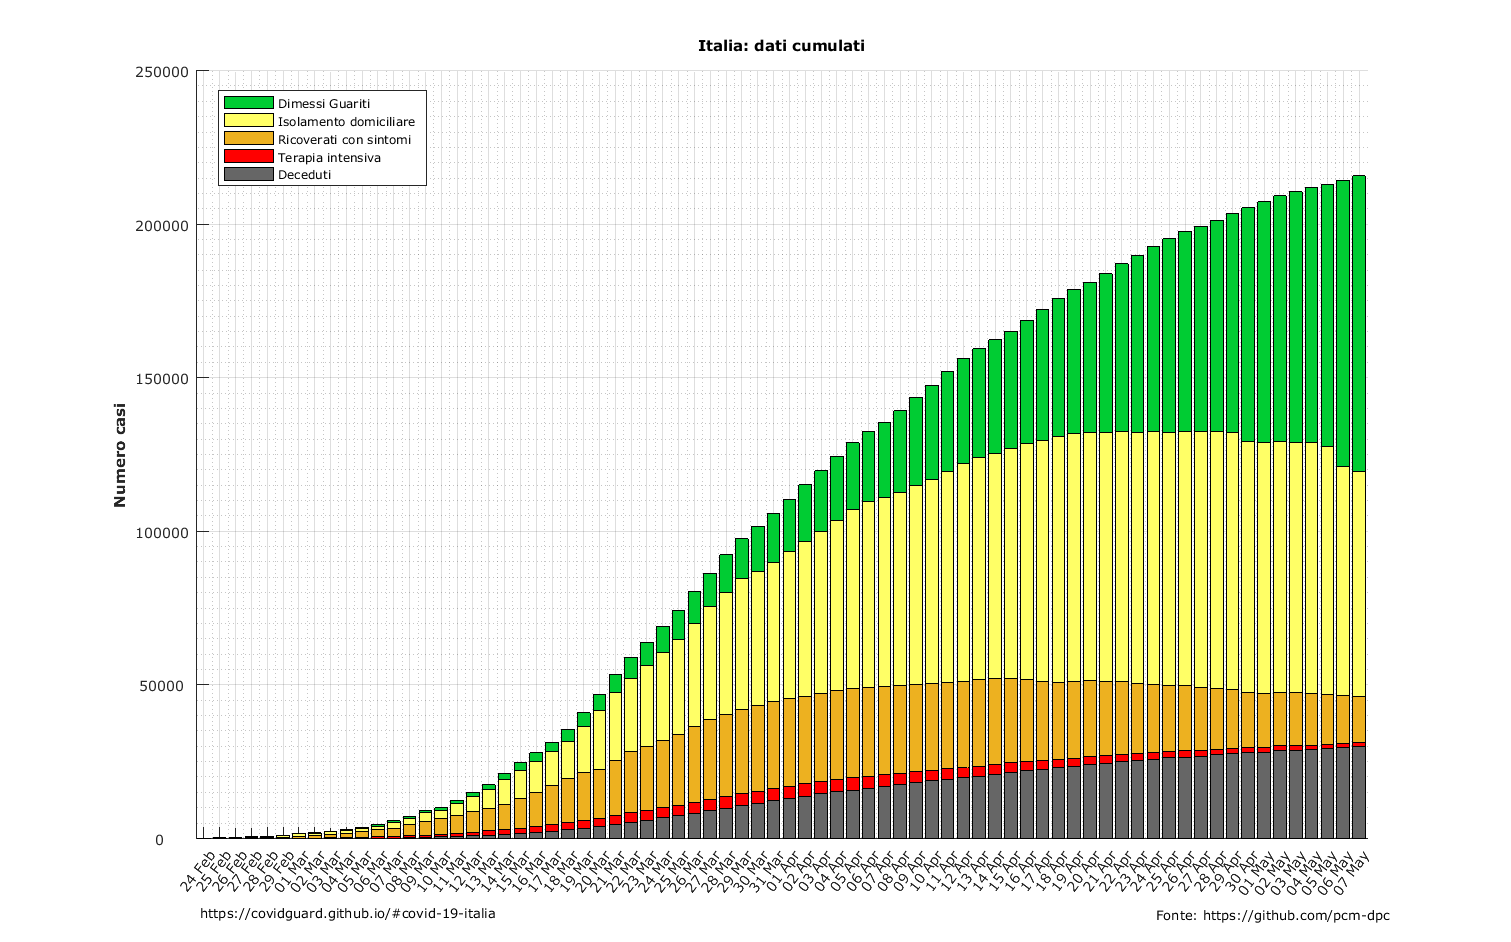 Italia: dati cumulati
250000
200000
150000
100000
50000
0
Numero casi
Dimessi Guariti
Isolamento domiciliare
Ricoverati con sintomi
Terapia intensiva
Deceduti
24 Feb
25 Feb
26 Feb
27 Feb
28 Feb
29 Feb
01 Mar
02 Mar
03 Mar
04 Mar
05 Mar
06 Mar
07 Mar
08 Mar
09 Mar
10 Mar
11 Mar
12 Mar
13 Mar
14 Mar
15 Mar
16 Mar
17 Mar
18 Mar
19 Mar
20 Mar
21 Mar
22 Mar
23 Mar
24 Mar
25 Mar
26 Mar
27 Mar
28 Mar
29 Mar
30 Mar
31 Mar
01 Apr
02 Apr
03 Apr
04 Apr
05 Apr
06 Apr
07 Apr
08 Apr
09 Apr
10 Apr
11 Apr
12 Apr
13 Apr
14 Apr
15 Apr
16 Apr
17 Apr
18 Apr
19 Apr
20 Apr
21 Apr
22 Apr
23 Apr
24 Apr
25 Apr
26 Apr
27 Apr
28 Apr
29 Apr
30 Apr
01 May
02 May
03 May
04 May
05 May
06 May
07 May
https://covidguard.github.io/#covid-19-italia
Fonte: https://github.com/pcm-dpc